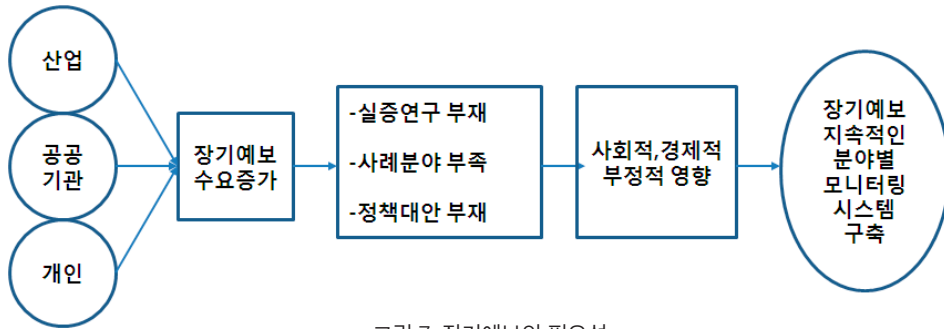 산업
공공
기관
개인
장기예보
수요증가
-실증연구 부재
-사례분야 부족
-정책대안 부재
사회적,경제적
부정적 영향
장기예보
지속적인
분야별
모니터링
시스템
구축